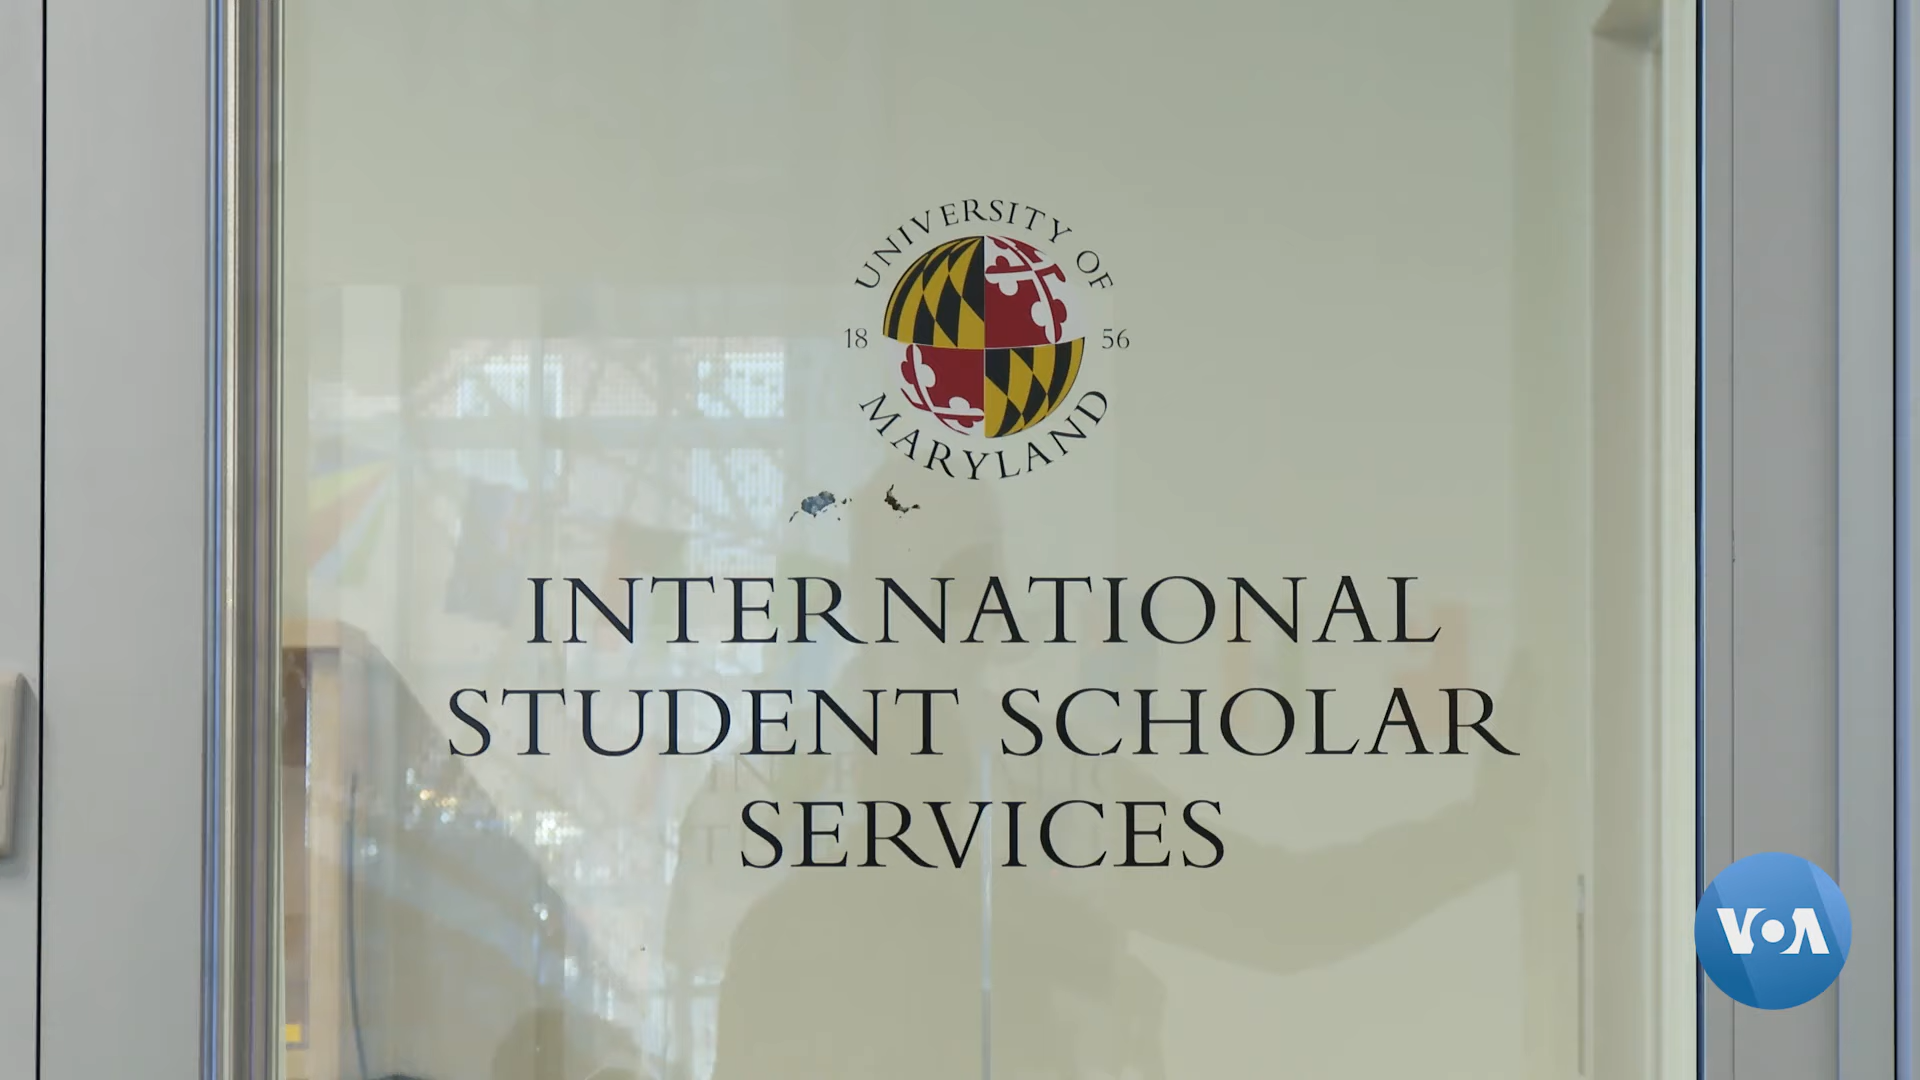 UNIVERSITY OF
18 56
MARYLAND
INTERNATIONAL
STUDENT SCHOLAR
SERVICES
VOA